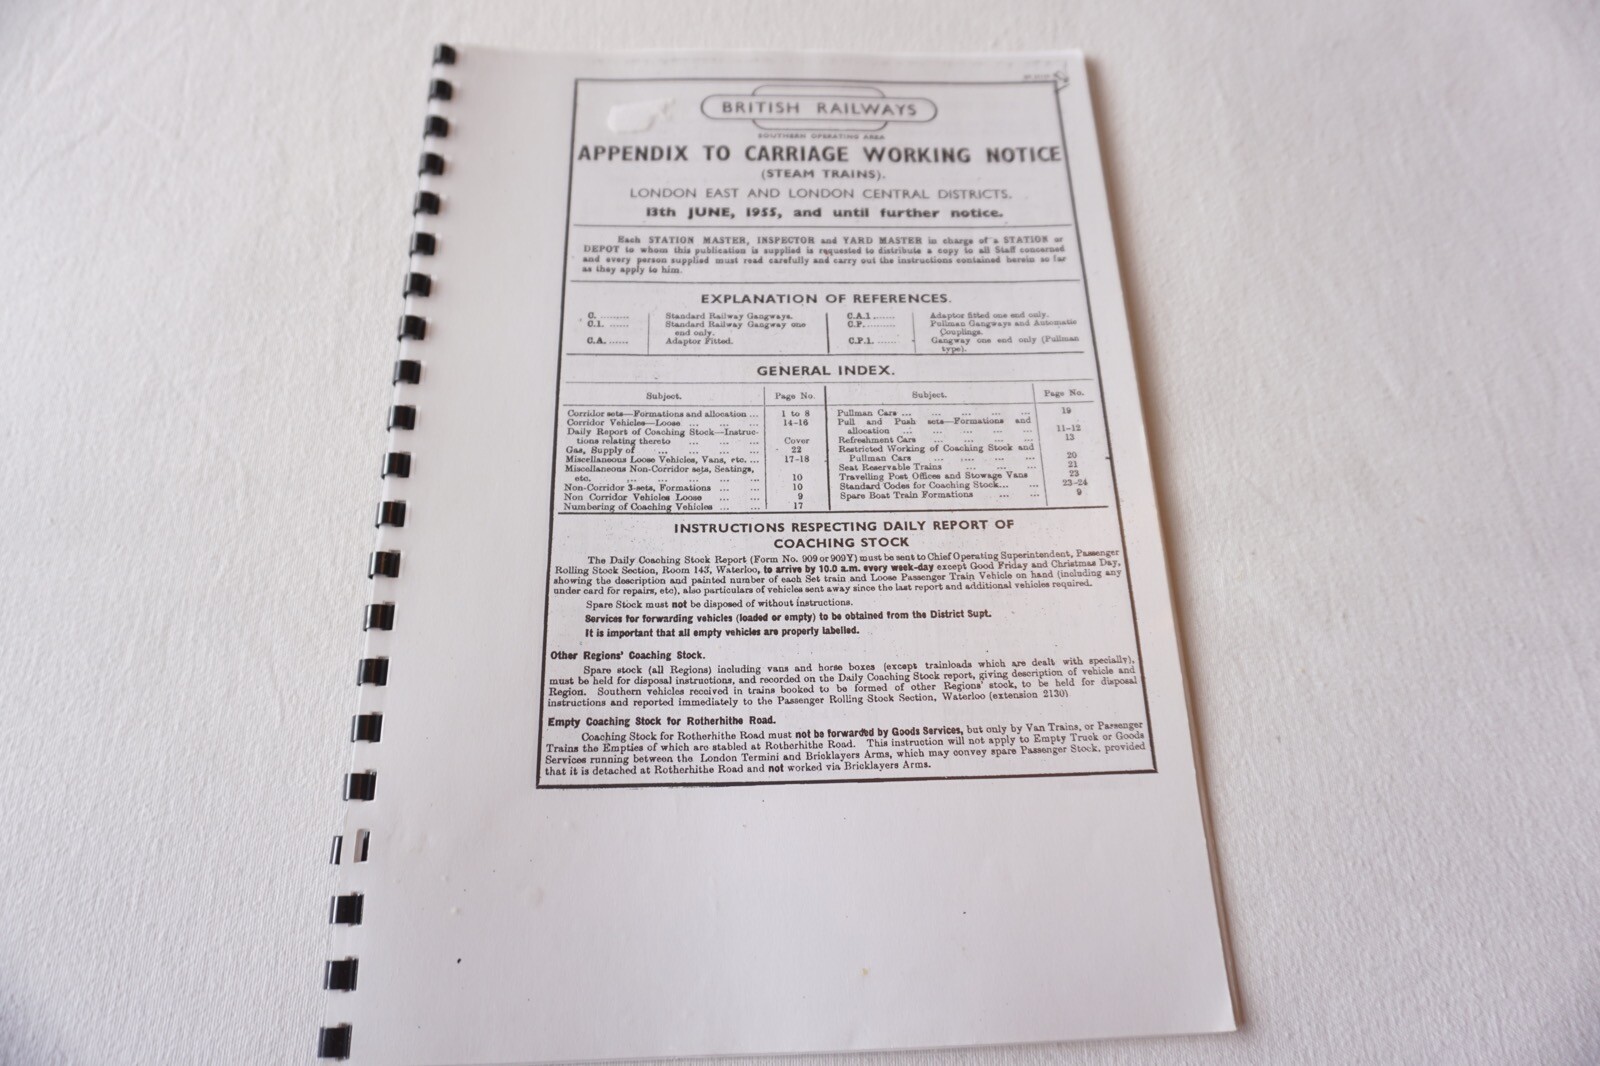 BRITISH RAILWAYS
SOUTHERN OPERATING AREA
APPENDIX TO CARRIAGE WORKING NOTICE
(STEAM TRAINS).
LONDON EAST AND LONDON CENTRAL DISTRICTS.
13th JUNE, 1955, and until further notice.
Each STATION MASTER, INSPECTOR and YARD MASTER in charge of a STATION or
DEPOT to whom this publication is supplied is requested to distribute a copy to all Staff concerned
and every person supplied must read carefully and carry out the instructions contained herein so far
as they apply to him.
EXPLANATION OF REFERENCES.
C. ......... Standard Railway Gangways.
C.1. ...... Standard Railway Gangway one
end only.
C.A. ...... Adaptor Fitted.
C.A.1 ....... Adaptor fitted one end only.
C.P. ......... Pullman Gangways and Automatic
Couplings.
C.P.1. ...... Gangway one end only (Pullman
type).
GENERAL INDEX.
Subject. Page No.
Corridor sets—Formations and allocation ... 1 to 8
Corridor Vehicles—Loose ... ... ... 14-16
Daily Report of Coaching Stock—Instruc-
tions relating thereto ... ... ... Cover
Gas, Supply of ... ... ... ... 22
Miscellaneous Loose Vehicles, Vans, etc. ... 17-18
Miscellaneous Non-Corridor sets, Seatings,
etc. ... ... ... ... ... 10
Non-Corridor 3-sets, Formations ... ... 10
Non Corridor Vehicles Loose ... ... 9
Numbering of Coaching Vehicles ... ... 17
Subject. Page No.
Pullman Cars ... ... ... ... ... 19
Pull and Push sets—Formations and
allocation ... ... ... ... ... 11-12
Refreshment Cars ... ... ... ... 13
Restricted Working of Coaching Stock and
Pullman Cars ... ... ... ... 20
Seat Reservable Trains ... ... ... 21
Travelling Post Offices and Stowage Vans 23
Standard Codes for Coaching Stock... ... 23-24
Spare Boat Train Formations ... ... 9
INSTRUCTIONS RESPECTING DAILY REPORT OF
COACHING STOCK
The Daily Coaching Stock Report (Form No. 909 or 909Y) must be sent to Chief Operating Superintendent, Passenger
Rolling Stock Section, Room 143, Waterloo, to arrive by 10.0 a.m. every week-day except Good Friday and Christmas Day,
showing the description and painted number of each Set train and Loose Passenger Train Vehicle on hand (including any
under card for repairs, etc), also particulars of vehicles sent away since the last report and additional vehicles required.
Spare Stock must not be disposed of without instructions.
Services for forwarding vehicles (loaded or empty) to be obtained from the District Supt.
It is important that all empty vehicles are properly labelled.
Other Regions' Coaching Stock.
Spare stock (all Regions) including vans and horse boxes (except trainloads which are dealt with specially),
must be held for disposal instructions, and recorded on the Daily Coaching Stock report, giving description of vehicle and
Region. Southern vehicles received in trains booked to be formed of other Regions' stock, to be held for disposal
instructions and reported immediately to the Passenger Rolling Stock Section, Waterloo (extension 2130)
Empty Coaching Stock for Rotherhithe Road.
Coaching Stock for Rotherhithe Road must not be forwarded by Goods Services, but only by Van Trains, or Passenger
Trains the Empties of which are stabled at Rotherhithe Road. This instruction will not apply to Empty Truck or Goods
Services running between the London Termini and Bricklayers Arms, which may convey spare Passenger Stock, provided
that it is detached at Rotherhithe Road and not worked via Bricklayers Arms.